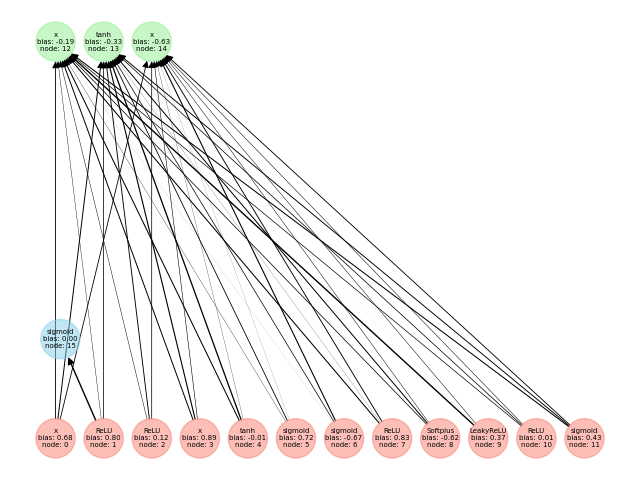 x
bias: -0.19
node: 12
tanh
bias: -0.33
node: 13
x
bias: -0.63
node: 14
sigmoid
bias: 0.00
node: 15
x
bias: 0.68
node: 0
ReLU
bias: 0.80
node: 1
ReLU
bias: 0.12
node: 2
x
bias: 0.89
node: 3
tanh
bias: -0.01
node: 4
sigmoid
bias: 0.72
node: 5
sigmoid
bias: -0.67
node: 6
ReLU
bias: 0.83
node: 7
Softplus
bias: -0.62
node: 8
LeakyReLU
bias: 0.37
node: 9
ReLU
bias: 0.01
node: 10
sigmoid
bias: 0.43
node: 11